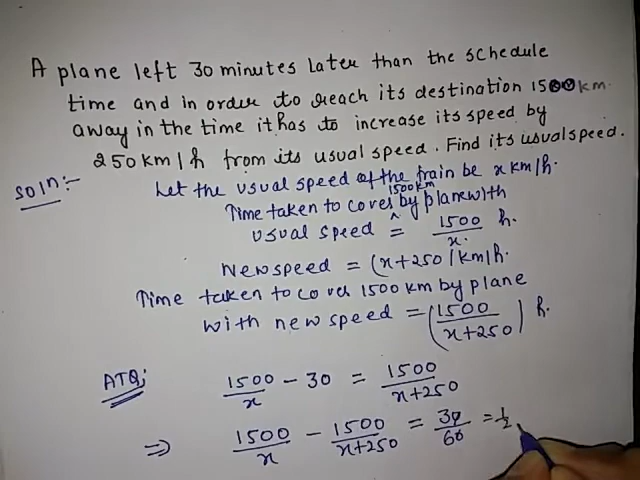 A plane left 30 minutes later than the schedule
time and in order to reach its destination 1500 km
away in the time it has to increase its speed by
250 km/h from its usual speed. Find its usual speed.
Soln:- Let the usual speed of the train be x km/h.
1500 km
Time taken to cover ^ by plane with
usual speed = 1500/x h.
New speed = (x+250) km/h.
Time taken to cover 1500 km by plane
with new speed = (1500/(x+250)) h.
ATQ; 1500/x - 30 = 1500/(x+250)
⇒ 1500/x - 1500/(x+250) = 30/60 = 1/2